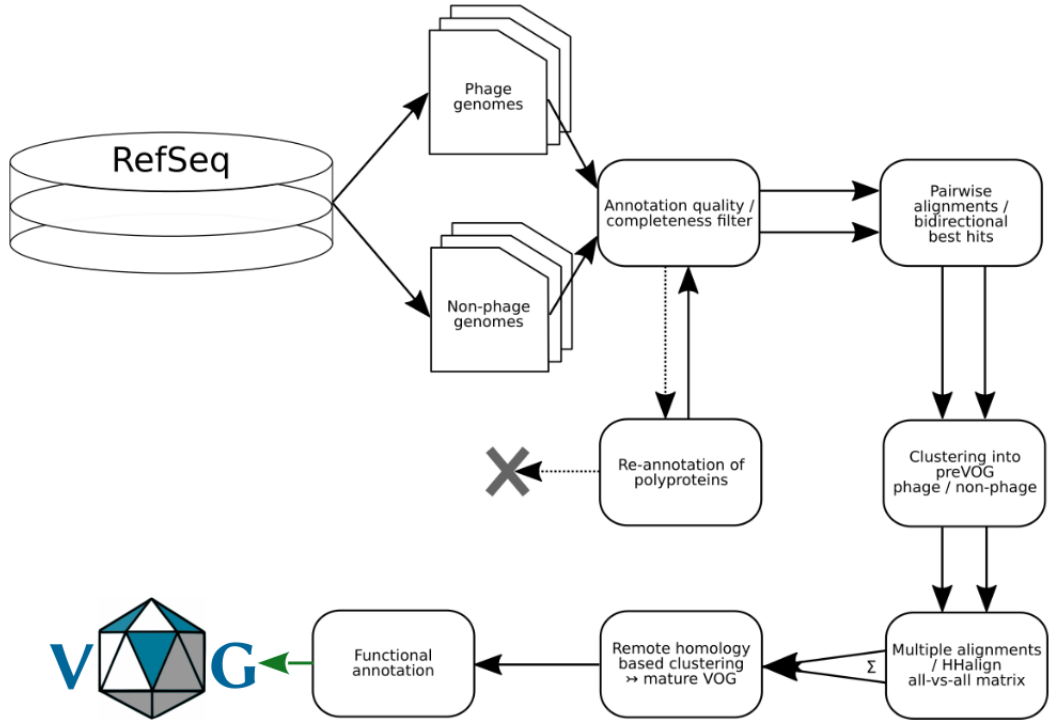 RefSeq
Phage
genomes
Non-phage
genomes
Annotation quality /
completeness filter
Pairwise
alignments /
bidirectional
best hits
Re-annotation of
polyproteins
Clustering into
preVOG
phage / non-phage
Multiple alignments
/ HHalign
all-vs-all matrix
Σ
Remote homology
based clustering
↣ mature VOG
Functional
annotation
V G